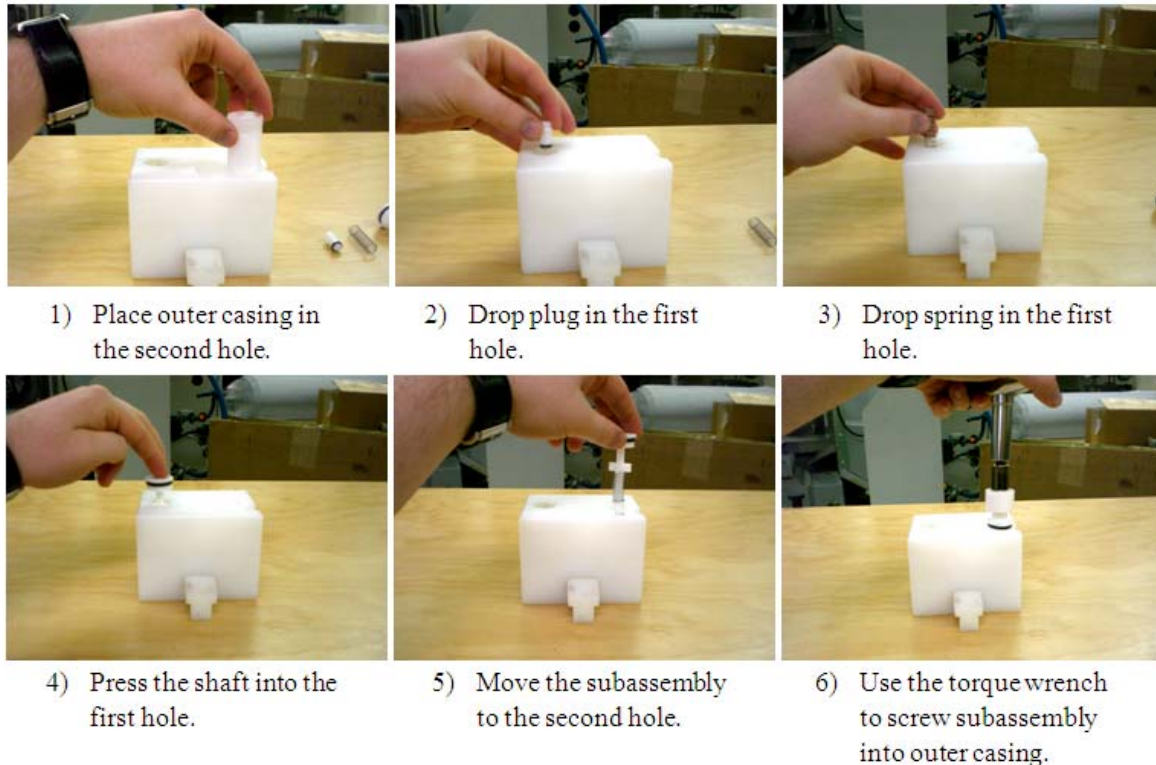 1) Place outer casing in
the second hole.
2) Drop plug in the first
hole.
3) Drop spring in the first
hole.
4) Press the shaft into the
first hole.
5) Move the subassembly
to the second hole.
6) Use the torque wrench
to screw subassembly
into outer casing.